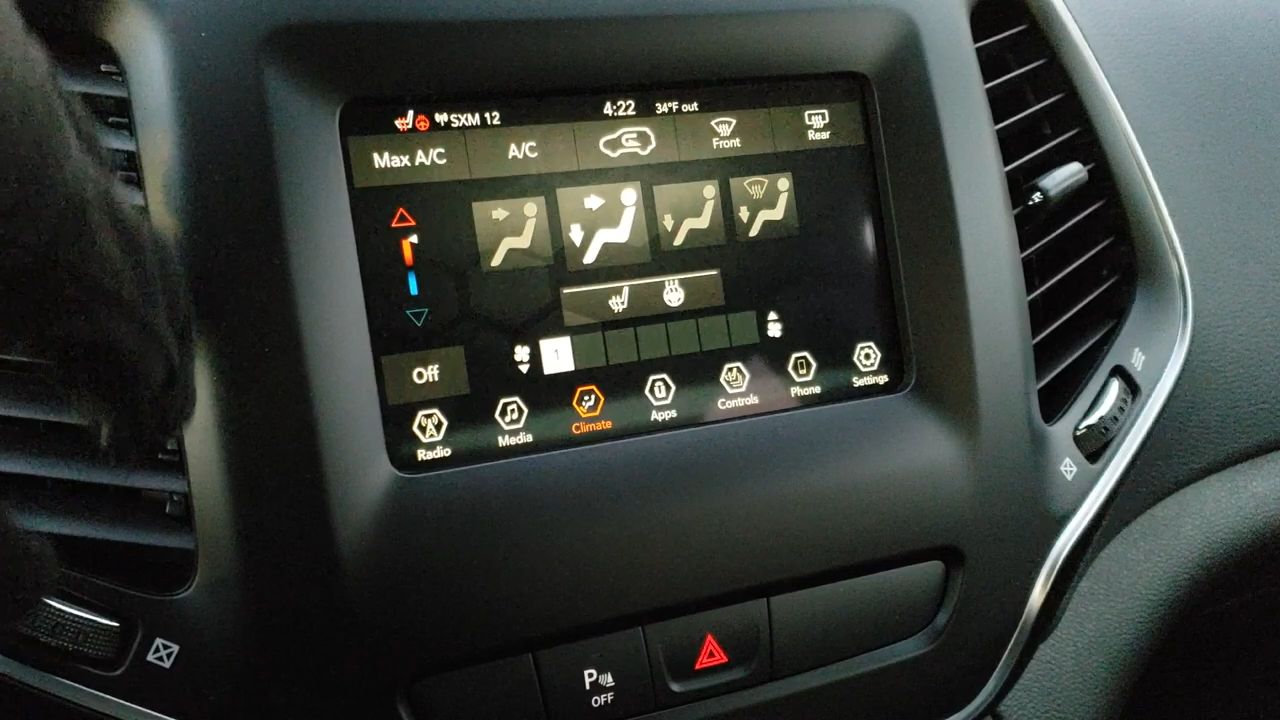 SXM 12 4:22 34°F out
Max A/C A/C Front Rear
1
Off
Radio Media Climate Apps Controls Phone Settings
P OFF